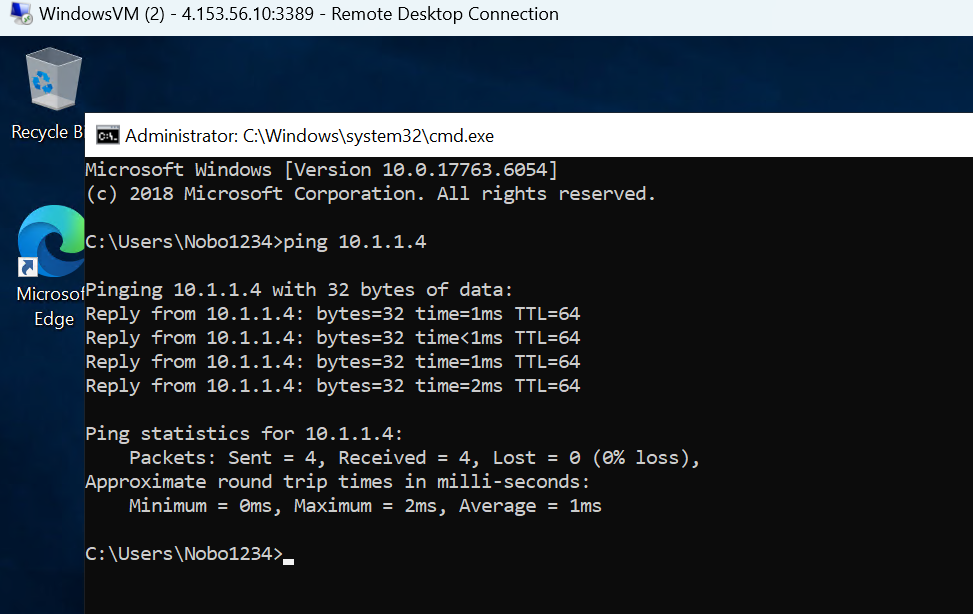 WindowsVM (2) - 4.153.56.10:3389 - Remote Desktop Connection
Recycle B
Administrator: C:\Windows\system32\cmd.exe
Microsoft Windows [Version 10.0.17763.6054]
(c) 2018 Microsoft Corporation. All rights reserved.
C:\Users\Nobo1234>ping 10.1.1.4
Pinging 10.1.1.4 with 32 bytes of data:
Reply from 10.1.1.4: bytes=32 time=1ms TTL=64
Reply from 10.1.1.4: bytes=32 time<1ms TTL=64
Reply from 10.1.1.4: bytes=32 time=1ms TTL=64
Reply from 10.1.1.4: bytes=32 time=2ms TTL=64
Ping statistics for 10.1.1.4:
    Packets: Sent = 4, Received = 4, Lost = 0 (0% loss),
Approximate round trip times in milli-seconds:
    Minimum = 0ms, Maximum = 2ms, Average = 1ms
C:\Users\Nobo1234>
Microsof
Edge